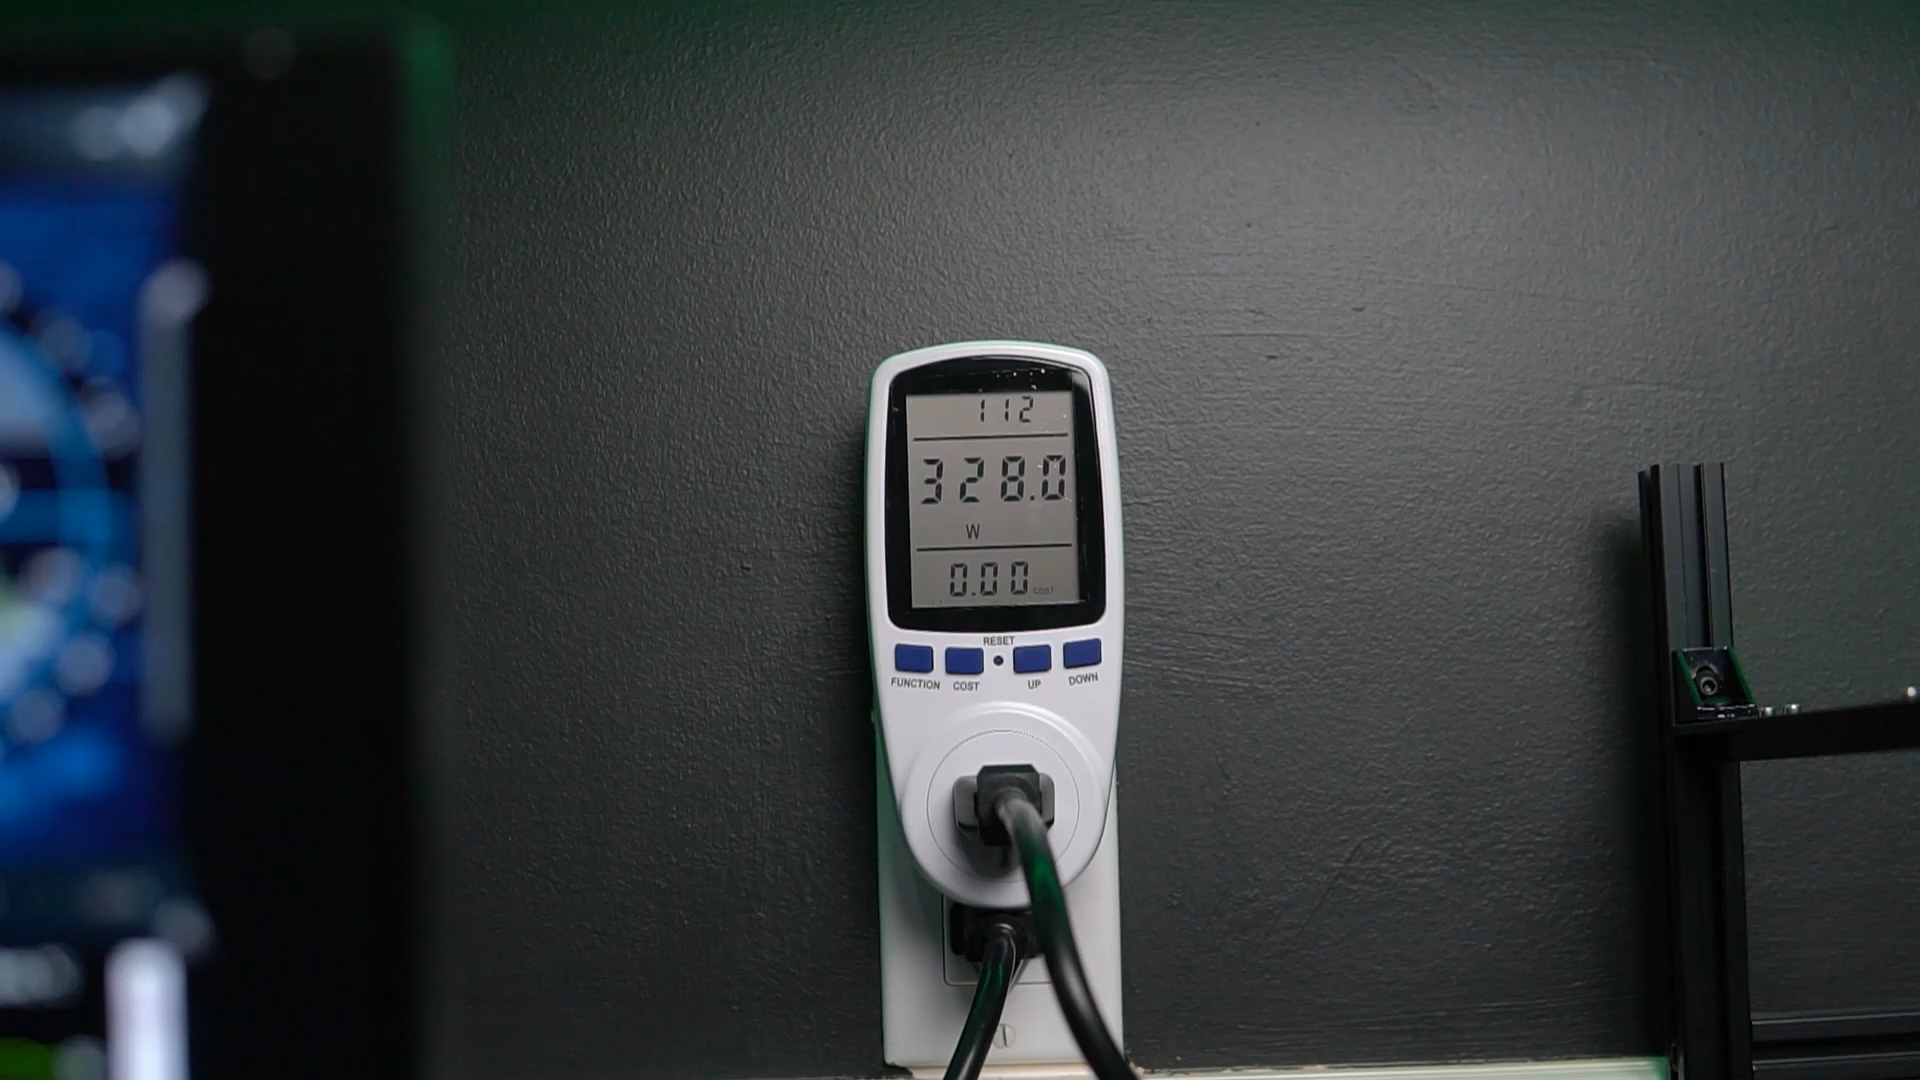 112
328.0
W
0.00 cost
RESET
FUNCTION COST UP DOWN